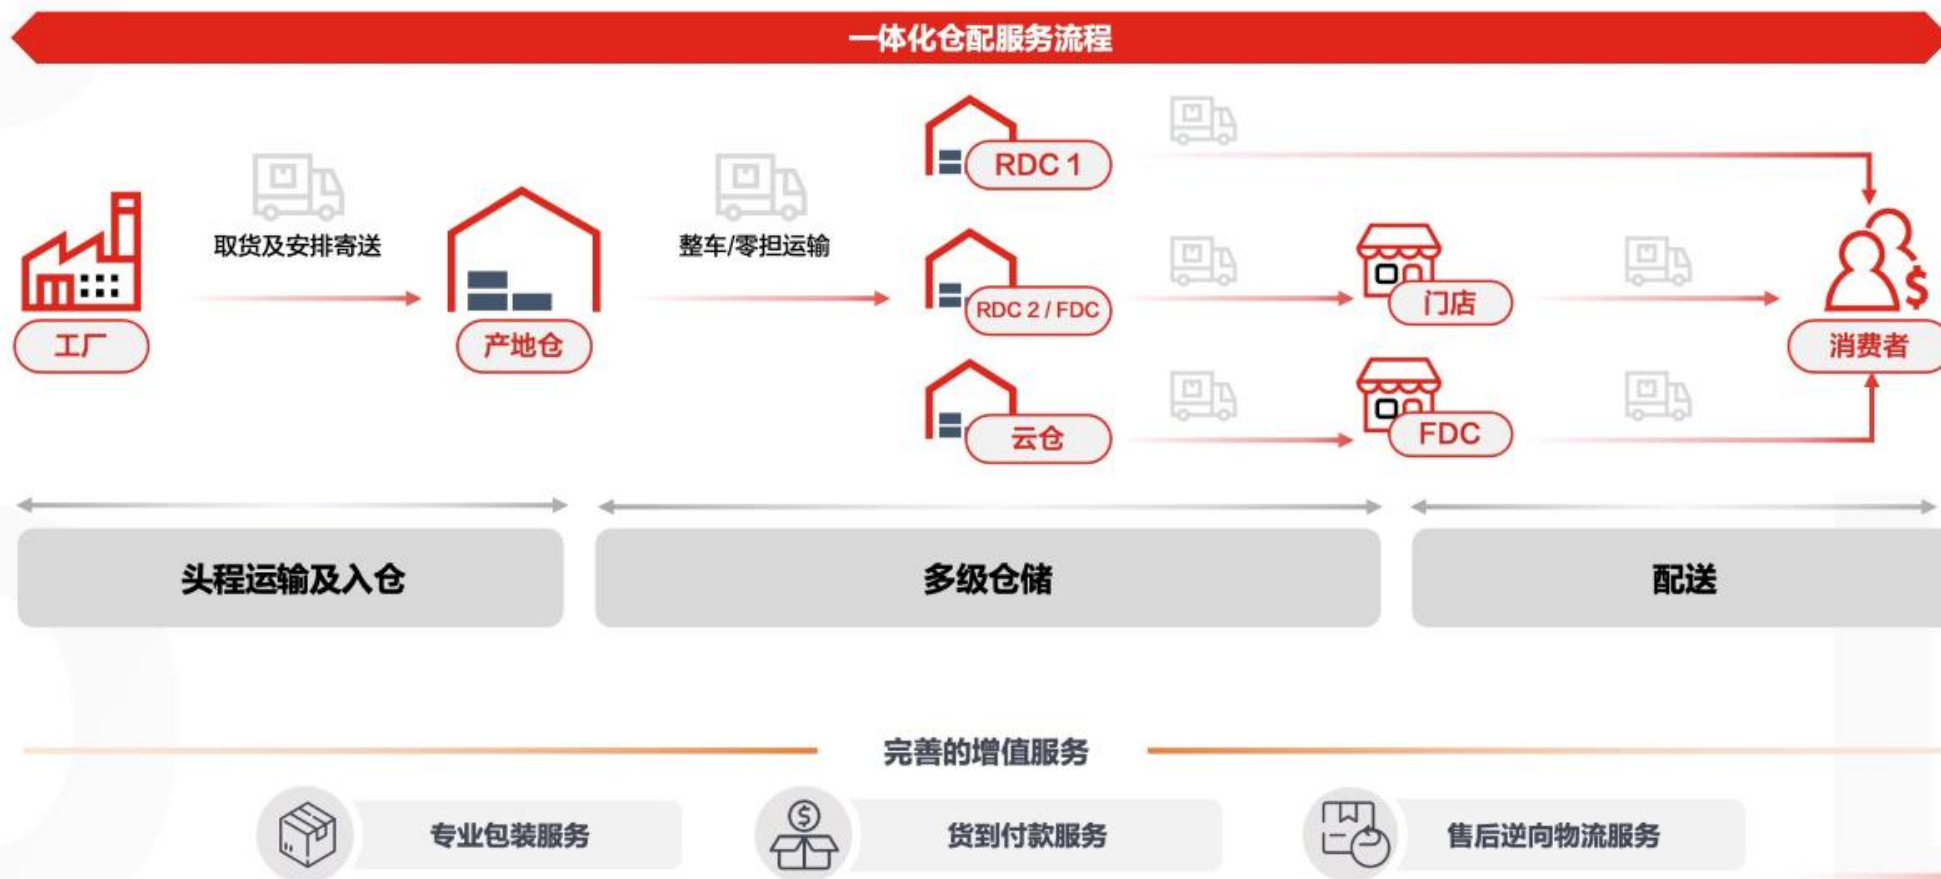 一体化仓配服务流程
RDC 1
取货及安排寄送
整车/零担运输
RDC 2 / FDC
门店
工厂
产地仓
消费者
云仓
FDC
头程运输及入仓
多级仓储
配送
完善的增值服务
专业包装服务
货到付款服务
售后逆向物流服务